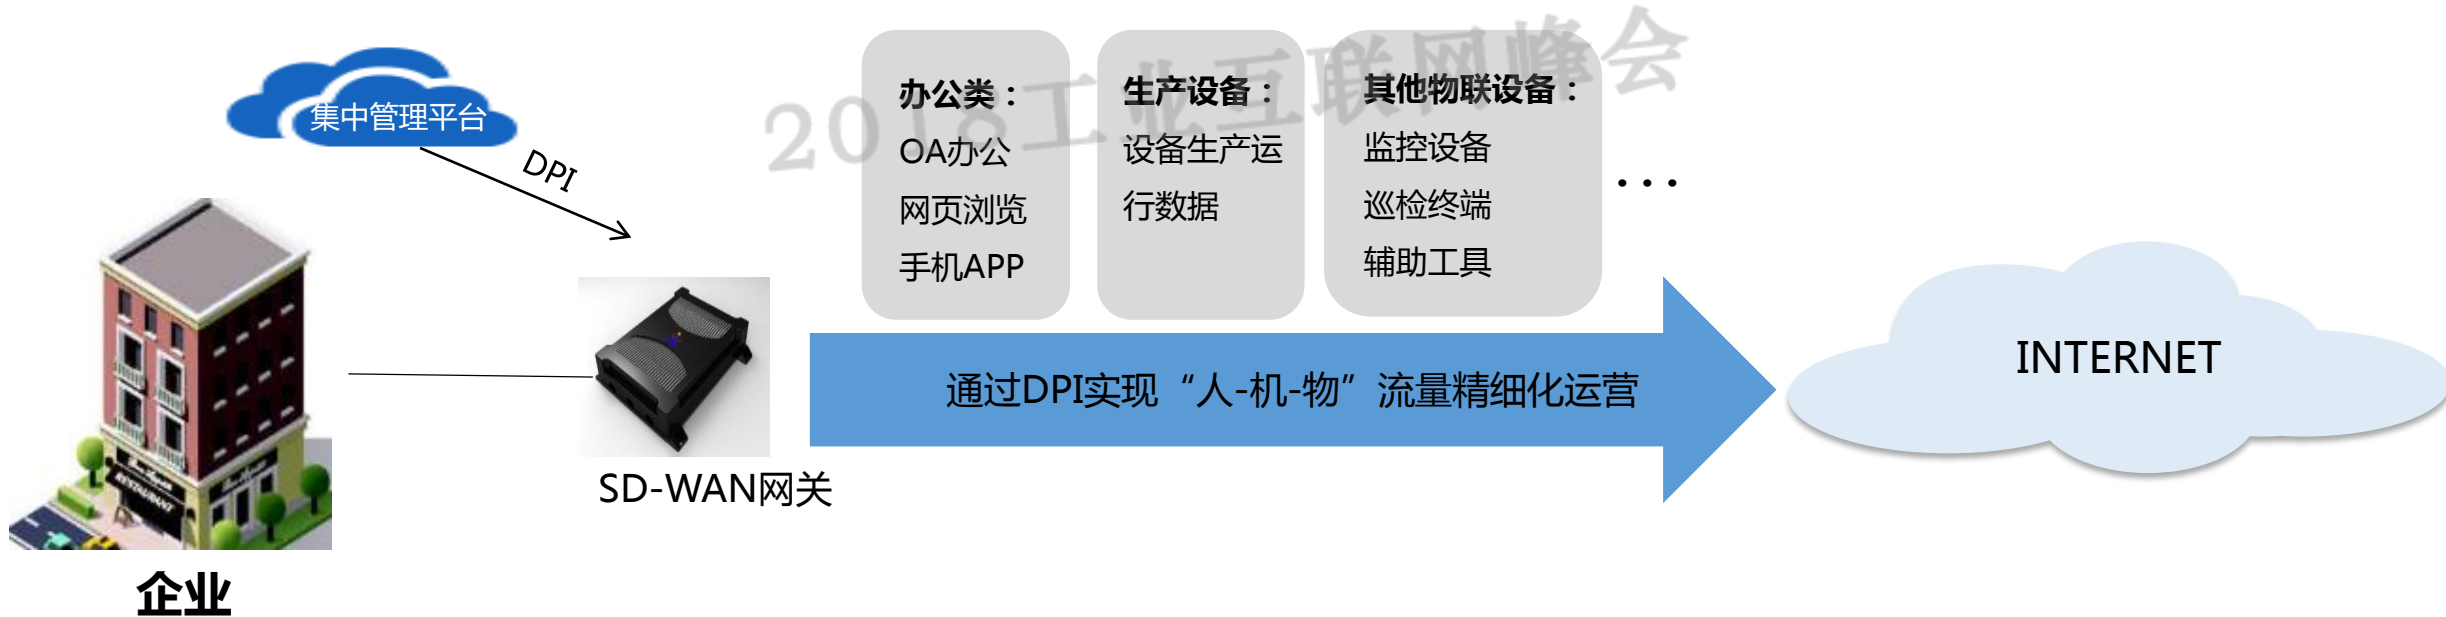 2018工业互联网峰会
集中管理平台
DPI
办公类：
OA办公
网页浏览
手机APP
生产设备：
设备生产运
行数据
其他物联设备：
监控设备
巡检终端
辅助工具
...
通过DPI实现“人-机-物”流量精细化运营
INTERNET
SD-WAN网关
RESTAURANT
企业